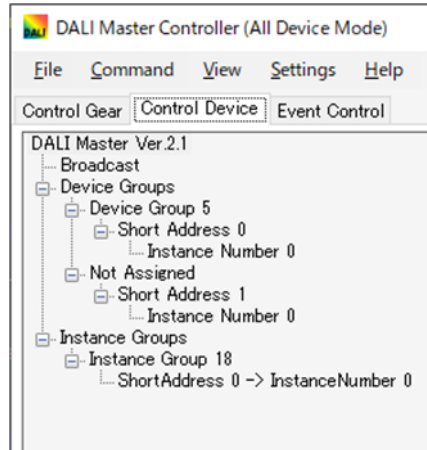 DALI DALI Master Controller (All Device Mode)
File Command View Settings Help
Control Gear Control Device Event Control
DALI Master Ver.2.1
Broadcast
Device Groups
Device Group 5
Short Address 0
Instance Number 0
Not Assigned
Short Address 1
Instance Number 0
Instance Groups
Instance Group 18
ShortAddress 0 -> InstanceNumber 0